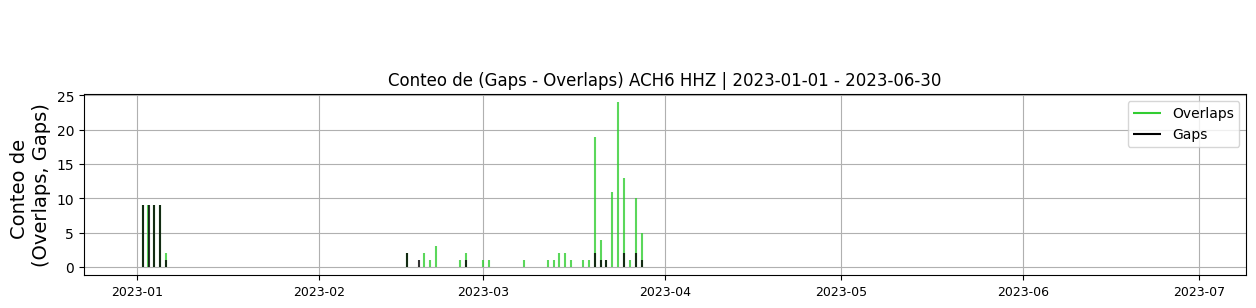 Conteo de (Gaps - Overlaps) ACH6 HHZ | 2023-01-01 - 2023-06-30
Conteo de
(Overlaps, Gaps)
25
20
15
10
5
0
Overlaps
Gaps
2023-01
2023-02
2023-03
2023-04
2023-05
2023-06
2023-07